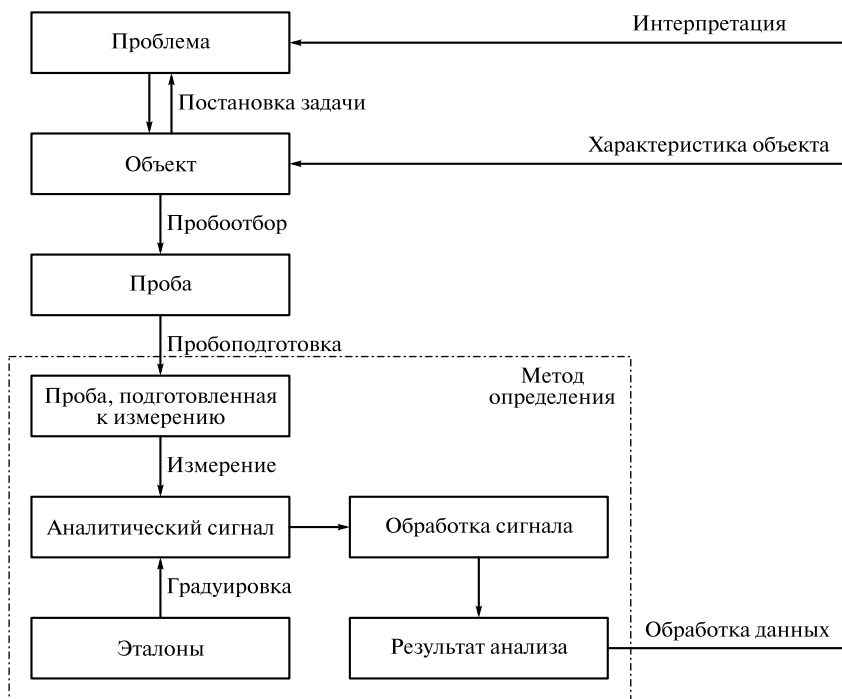 Проблема
Интерпретация
Постановка задачи
Объект
Характеристика объекта
Пробоотбор
Проба
Пробоподготовка
Метод
определения
Проба, подготовленная
к измерению
Измерение
Аналитический сигнал
Обработка сигнала
Градуировка
Эталоны
Результат анализа
Обработка данных